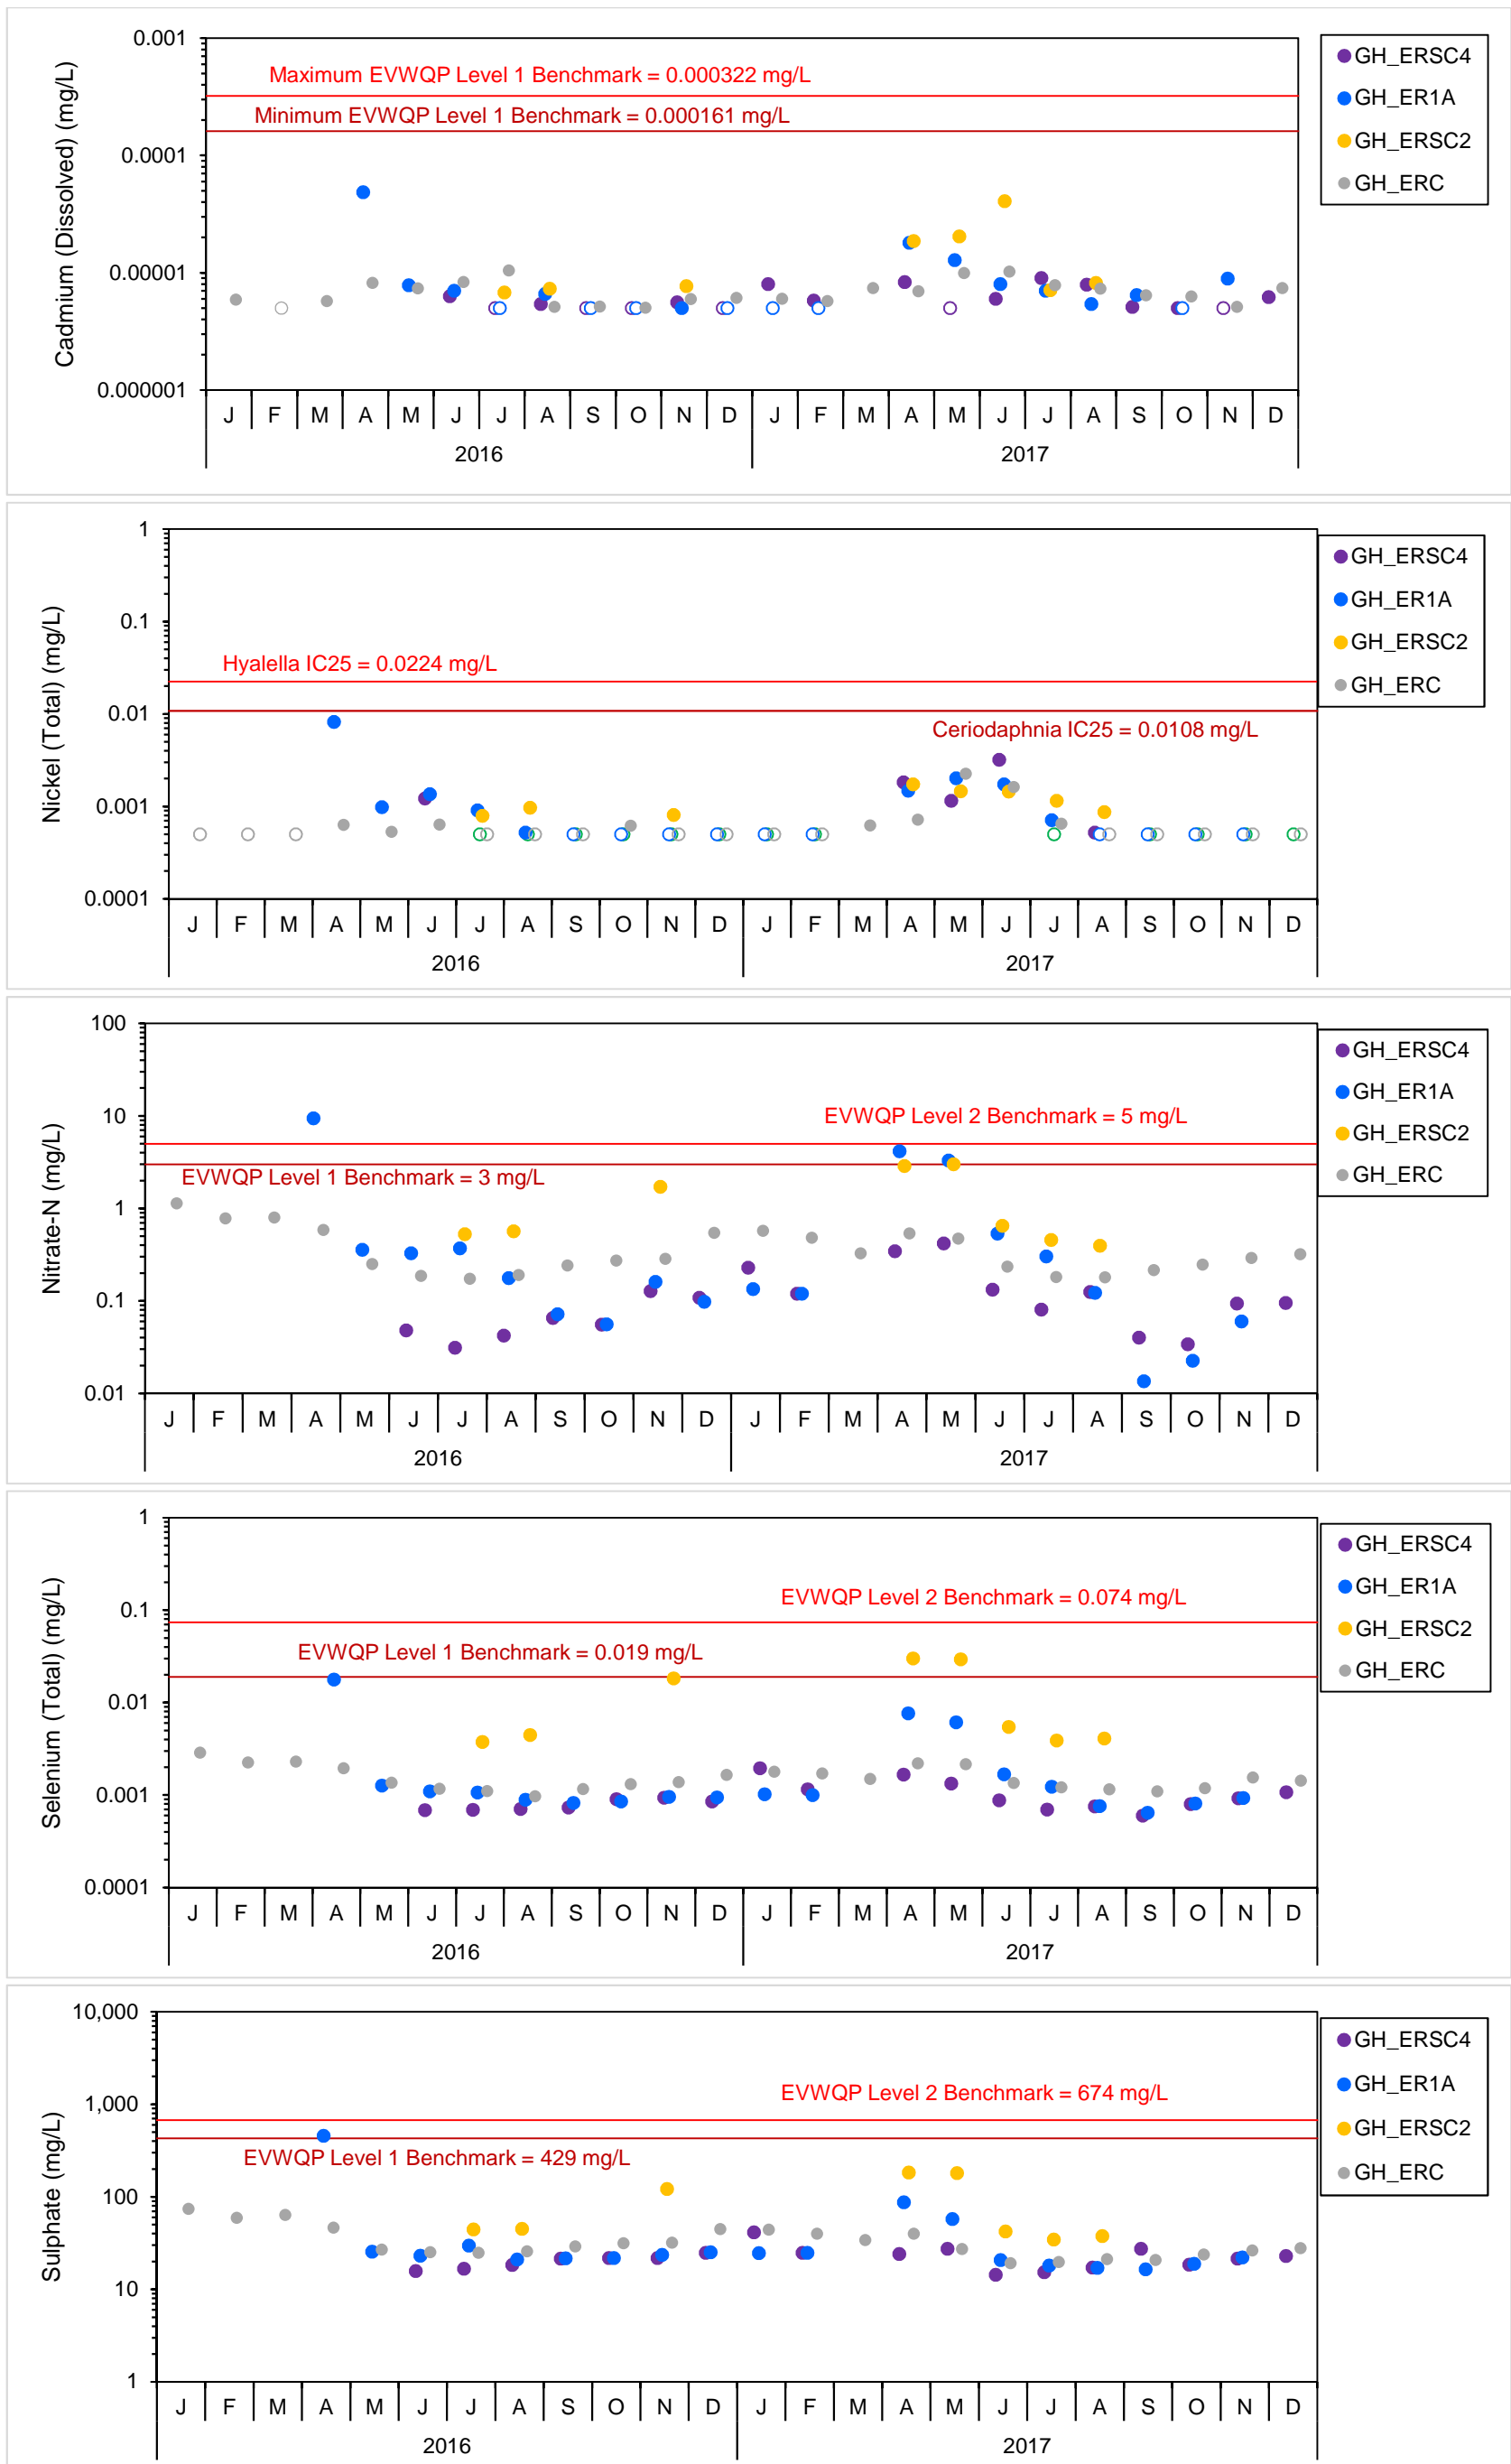 Cadmium (Dissolved) (mg/L)
0.001
0.0001
0.00001
0.000001
Maximum EVWQP Level 1 Benchmark = 0.000322 mg/L
Minimum EVWQP Level 1 Benchmark = 0.000161 mg/L
GH_ERSC4
GH_ER1A
GH_ERSC2
GH_ERC
J F M A M J J A S O N D J F M A M J J A S O N D
2016 2017
Nickel (Total) (mg/L)
1
0.1
0.01
0.001
0.0001
Hyalella IC25 = 0.0224 mg/L
Ceriodaphnia IC25 = 0.0108 mg/L
GH_ERSC4
GH_ER1A
GH_ERSC2
GH_ERC
J F M A M J J A S O N D J F M A M J J A S O N D
2016 2017
Nitrate-N (mg/L)
100
10
1
0.1
0.01
EVWQP Level 2 Benchmark = 5 mg/L
EVWQP Level 1 Benchmark = 3 mg/L
GH_ERSC4
GH_ER1A
GH_ERSC2
GH_ERC
J F M A M J J A S O N D J F M A M J J A S O N D
2016 2017
Selenium (Total) (mg/L)
1
0.1
0.01
0.001
0.0001
EVWQP Level 2 Benchmark = 0.074 mg/L
EVWQP Level 1 Benchmark = 0.019 mg/L
GH_ERSC4
GH_ER1A
GH_ERSC2
GH_ERC
J F M A M J J A S O N D J F M A M J J A S O N D
2016 2017
Sulphate (mg/L)
10,000
1,000
100
10
1
EVWQP Level 2 Benchmark = 674 mg/L
EVWQP Level 1 Benchmark = 429 mg/L
GH_ERSC4
GH_ER1A
GH_ERSC2
GH_ERC
J F M A M J J A S O N D J F M A M J J A S O N D
2016 2017